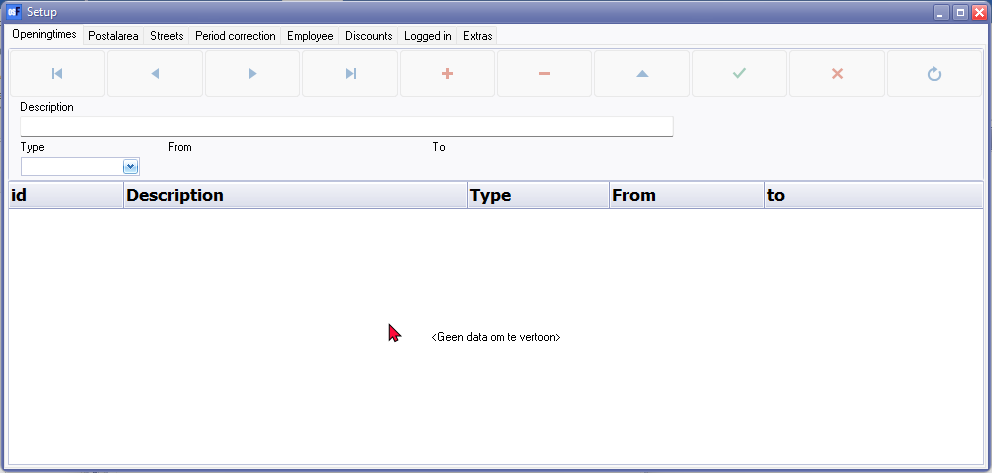 Setup
Openingtimes Postalarea Streets Period correction Employee Discounts Logged in Extras
Description
Type From To
id Description Type From to
<Geen data om te vertoon>